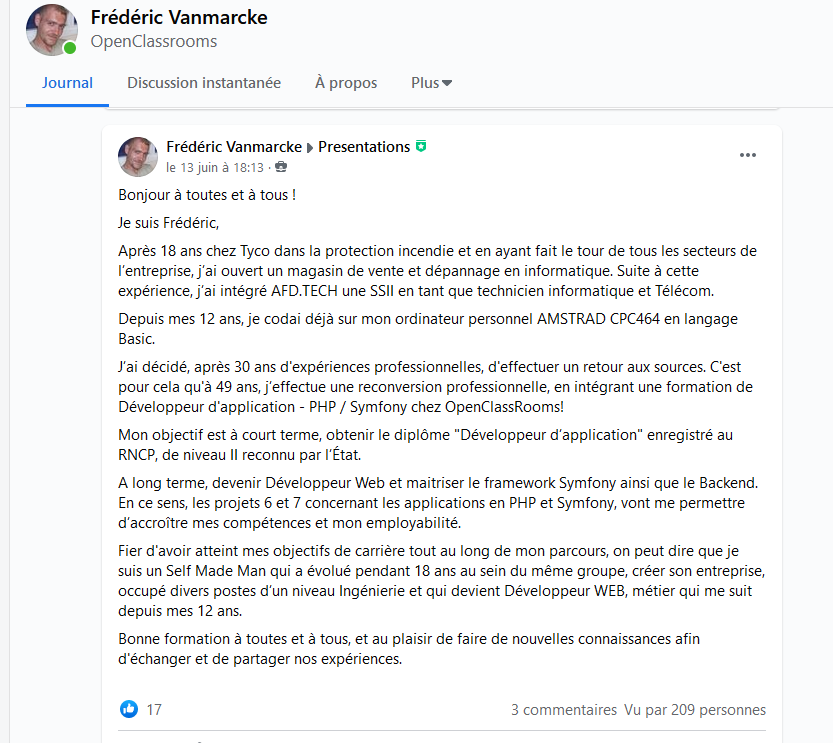 Frédéric Vanmarcke
OpenClassrooms
Journal Discussion instantanée À propos Plus
Frédéric Vanmarcke Presentations
le 13 juin à 18:13 ·
Bonjour à toutes et à tous !
Je suis Frédéric,
Après 18 ans chez Tyco dans la protection incendie et en ayant fait le tour de tous les secteurs de
l’entreprise, j’ai ouvert un magasin de vente et dépannage en informatique. Suite à cette
expérience, j’ai intégré AFD.TECH une SSII en tant que technicien informatique et Télécom.
Depuis mes 12 ans, je codai déjà sur mon ordinateur personnel AMSTRAD CPC464 en langage
Basic.
J’ai décidé, après 30 ans d'expériences professionnelles, d'effectuer un retour aux sources. C'est
pour cela qu'à 49 ans, j’effectue une reconversion professionnelle, en intégrant une formation de
Développeur d'application - PHP / Symfony chez OpenClassRooms!
Mon objectif est à court terme, obtenir le diplôme "Développeur d’application" enregistré au
RNCP, de niveau II reconnu par l’État.
A long terme, devenir Développeur Web et maitriser le framework Symfony ainsi que le Backend.
En ce sens, les projets 6 et 7 concernant les applications en PHP et Symfony, vont me permettre
d’accroître mes compétences et mon employabilité.
Fier d'avoir atteint mes objectifs de carrière tout au long de mon parcours, on peut dire que je
suis un Self Made Man qui a évolué pendant 18 ans au sein du même groupe, créer son entreprise,
occupé divers postes d’un niveau Ingénierie et qui devient Développeur WEB, métier qui me suit
depuis mes 12 ans.
Bonne formation à toutes et à tous, et au plaisir de faire de nouvelles connaissances afin
d'échanger et de partager nos expériences.
17 3 commentaires Vu par 209 personnes